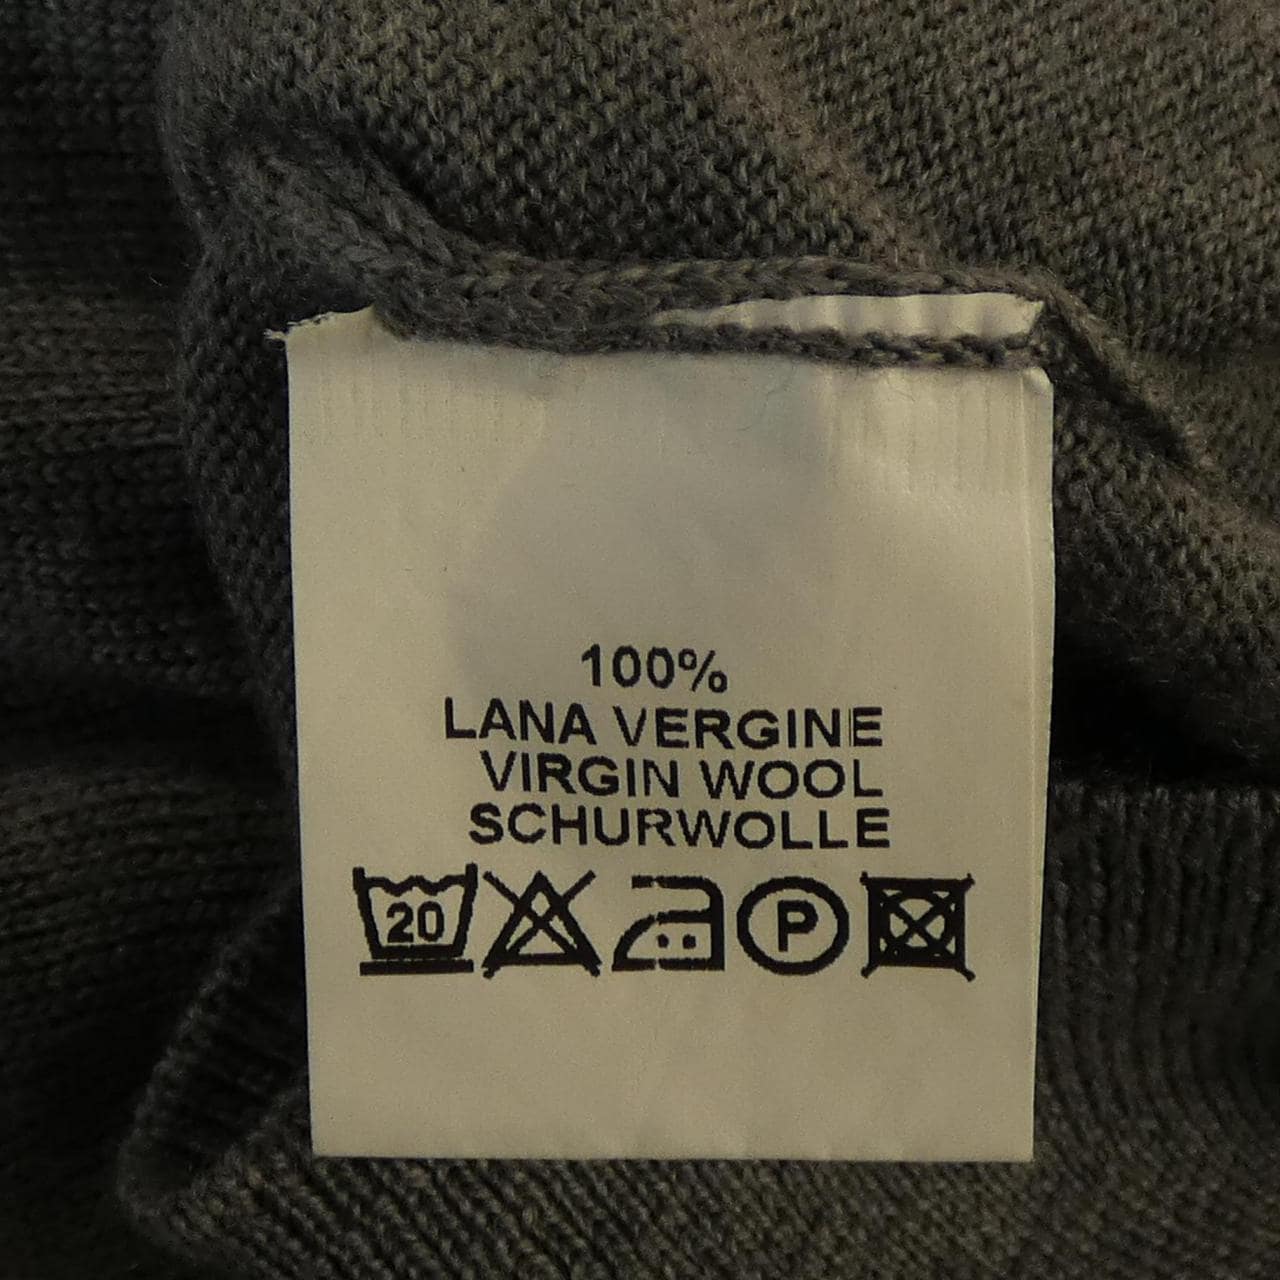 100%
LANA VERGINE
VIRGIN WOOL
SCHURWOLLE
20 P